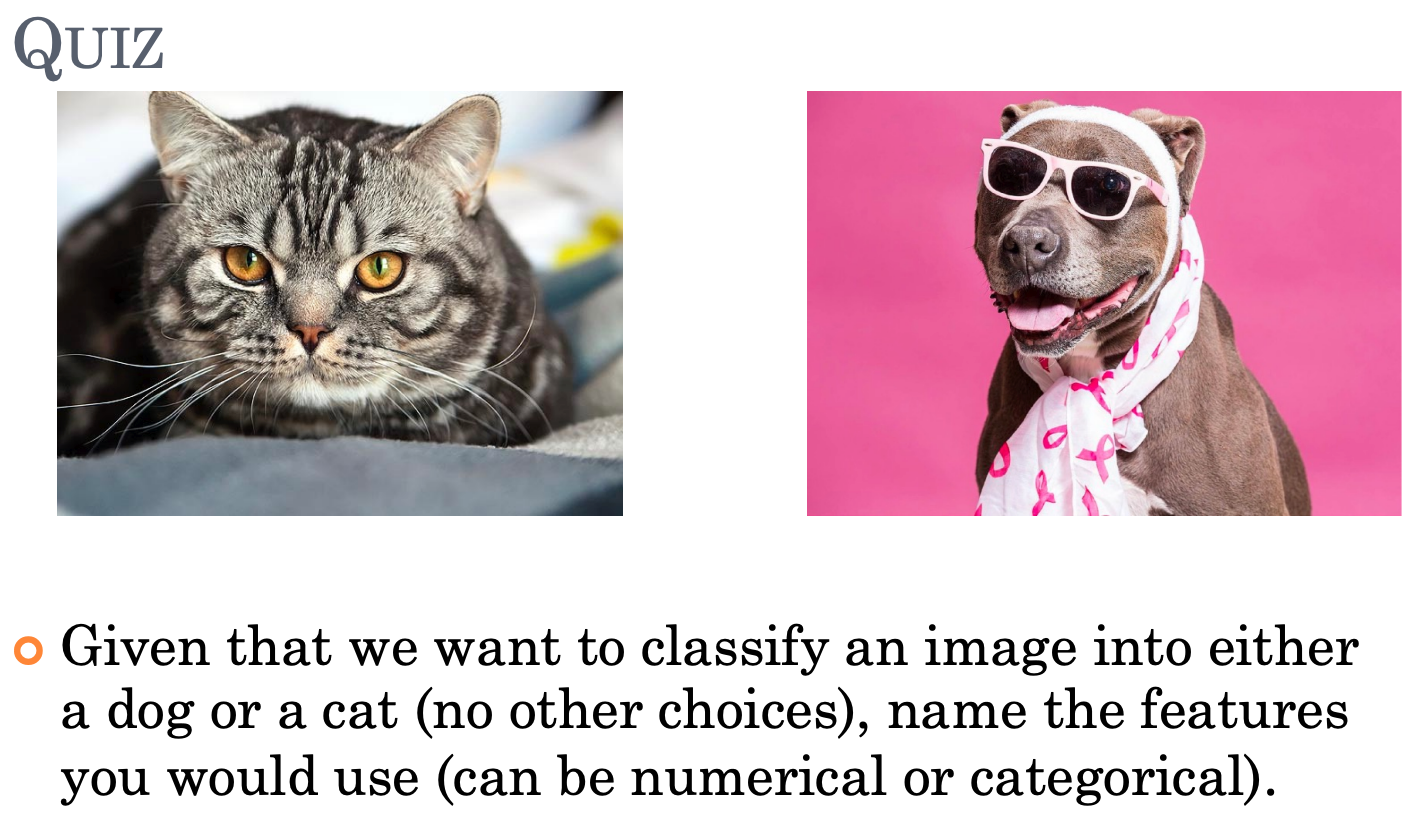 QUIZ
Given that we want to classify an image into either
a dog or a cat (no other choices), name the features
you would use (can be numerical or categorical).